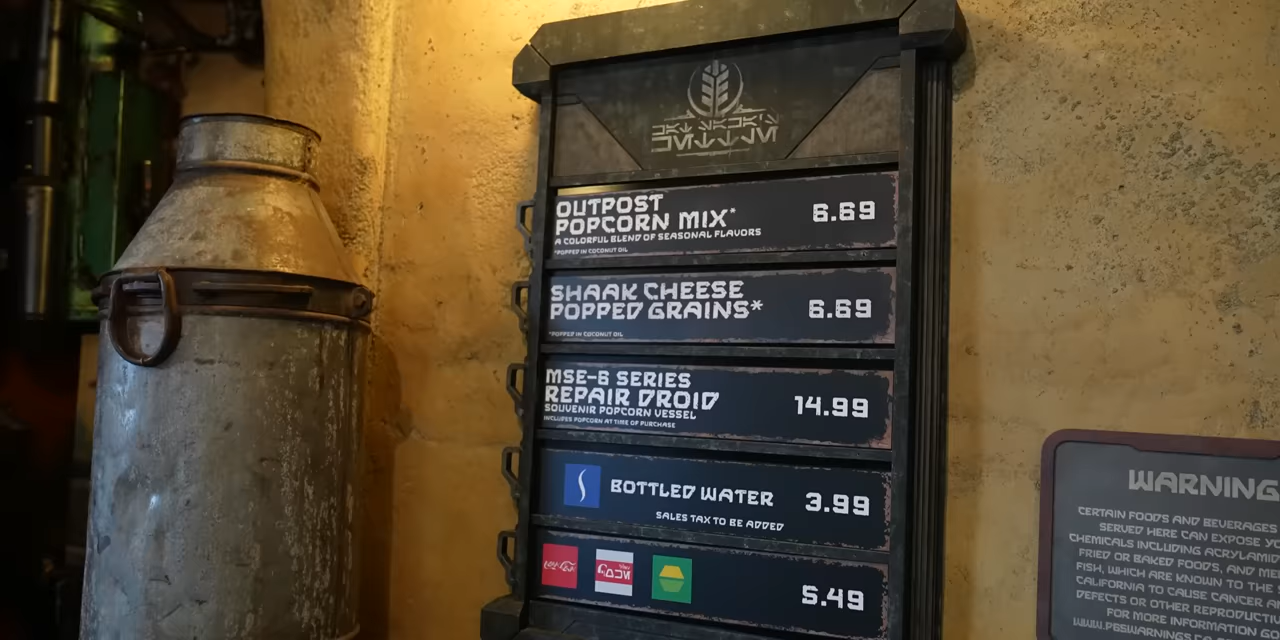 OUTPOST
POPCORN MIX* 6.69
A COLORFUL BLEND OF SEASONAL FLAVORS
*POPPED IN COCONUT OIL
SHAAK CHEESE
POPPED GRAINS* 6.69
*POPPED IN COCONUT OIL
MSE-6 SERIES
REPAIR DROID 14.99
SOUVENIR POPCORN VESSEL
INCLUDES POPCORN AT TIME OF PURCHASE
BOTTLED WATER 3.99
SALES TAX TO BE ADDED
5.49
WARNING
CERTAIN FOODS AND BEVERAGES
SERVED HERE CAN EXPOSE YO
CHEMICALS INCLUDING ACRYLAMID
FRIED OR BAKED FOODS, AND ME
FISH, WHICH ARE KNOWN TO THE
CALIFORNIA TO CAUSE CANCER A
DEFECTS OR OTHER REPRODUCTIV
FOR MORE INFORMATION G
WWW.P65WARNING